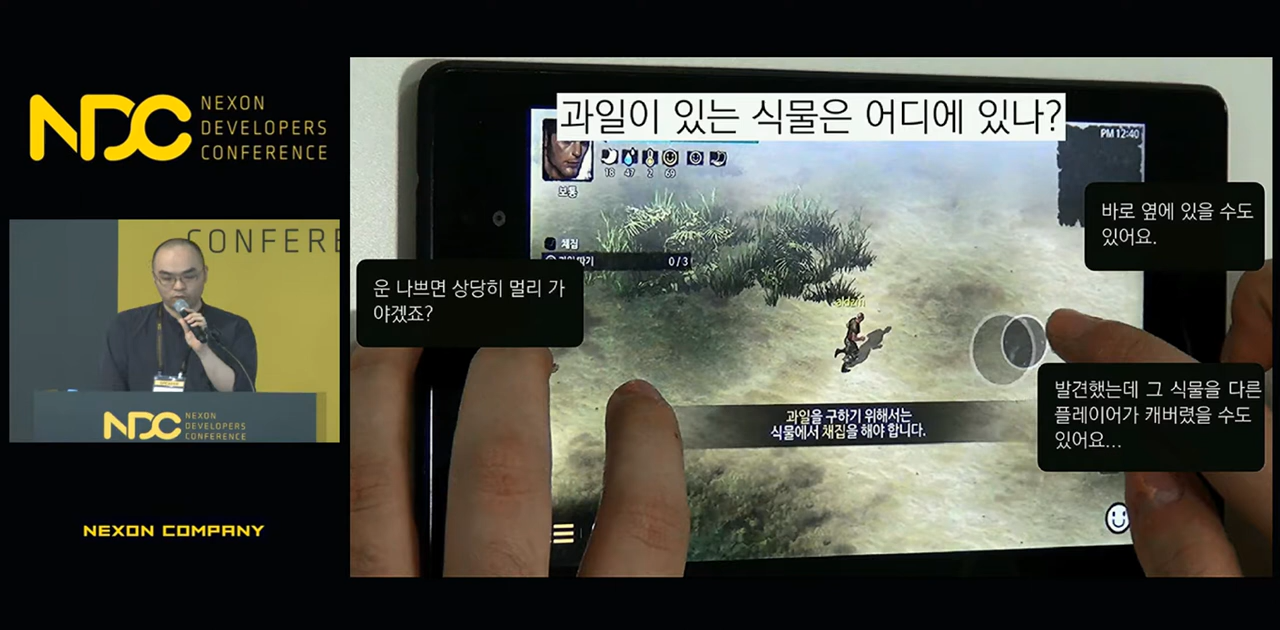 NDC NEXON
DEVELOPERS
CONFERENCE
CONFERE
NDC NEXON
DEVELOPERS
CONFERENCE
NEXON COMPANY
과일이 있는 식물은 어디에 있나?
PM 12:40
18 47 2 69
보통
채집
0/3
운 나쁘면 상당히 멀리 가
야겠죠?
바로 옆에 있을 수도
있어요.
발견했는데 그 식물을 다른
플레이어가 캐버렸을 수도
있어요...
과일을 구하기 위해서는
식물에서 채집을 해야 합니다.